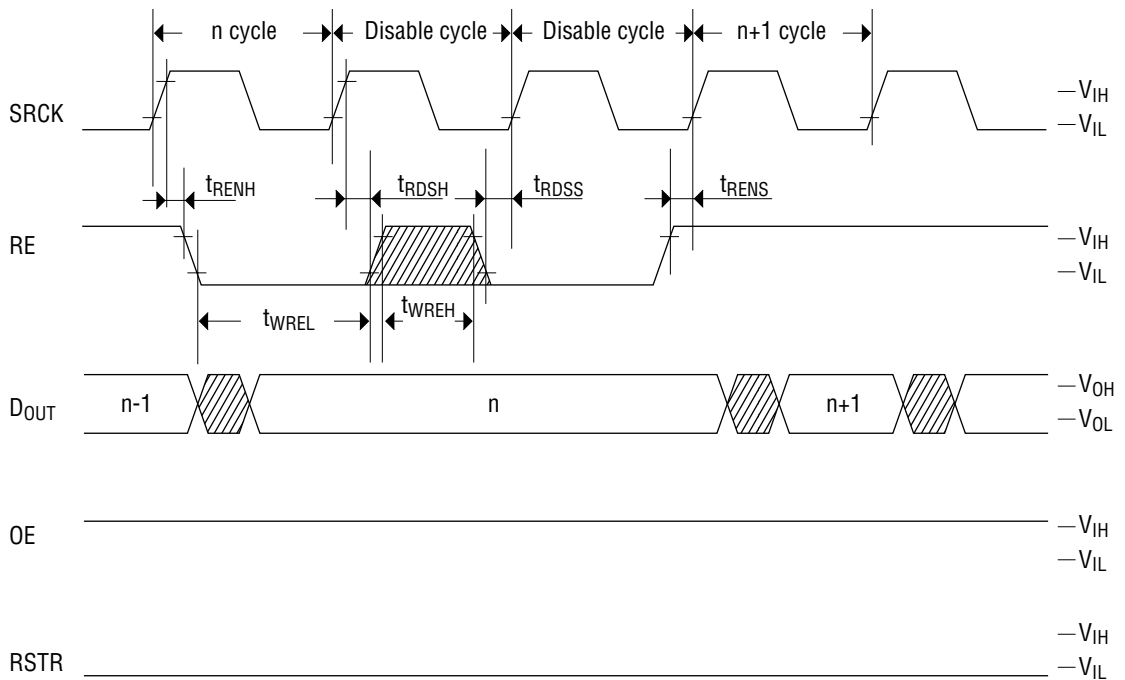 n cycle Disable cycle Disable cycle n+1 cycle
SRCK
VIH
VIL
tRENH tRDSH tRDSS tRENS
RE
VIH
VIL
tWREL tWREH
DOUT
n-1 n n+1
VOH
VOL
OE
VIH
VIL
RSTR
VIH
VIL